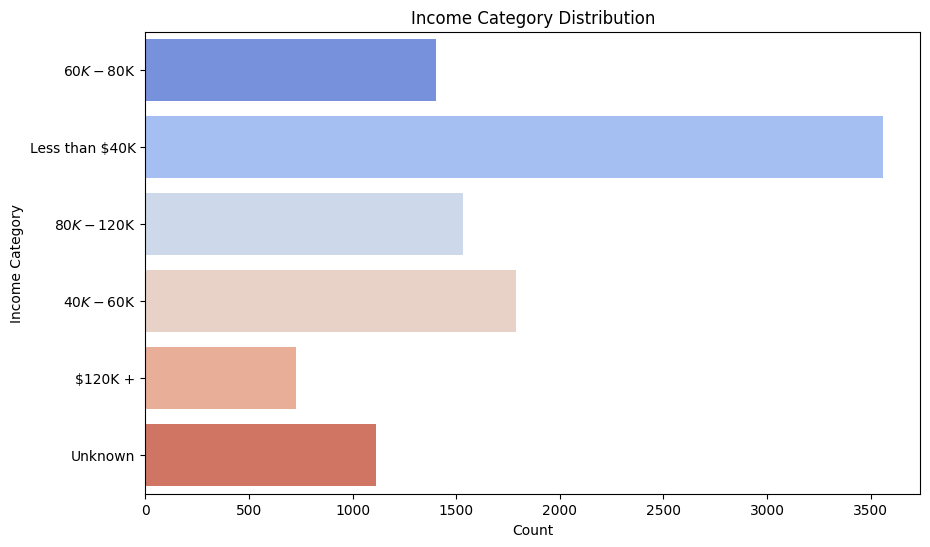 Income Category Distribution
60K − 80K
Less than $40K
80K − 120K
40K − 60K
$120K +
Unknown
Income Category
0 500 1000 1500 2000 2500 3000 3500
Count